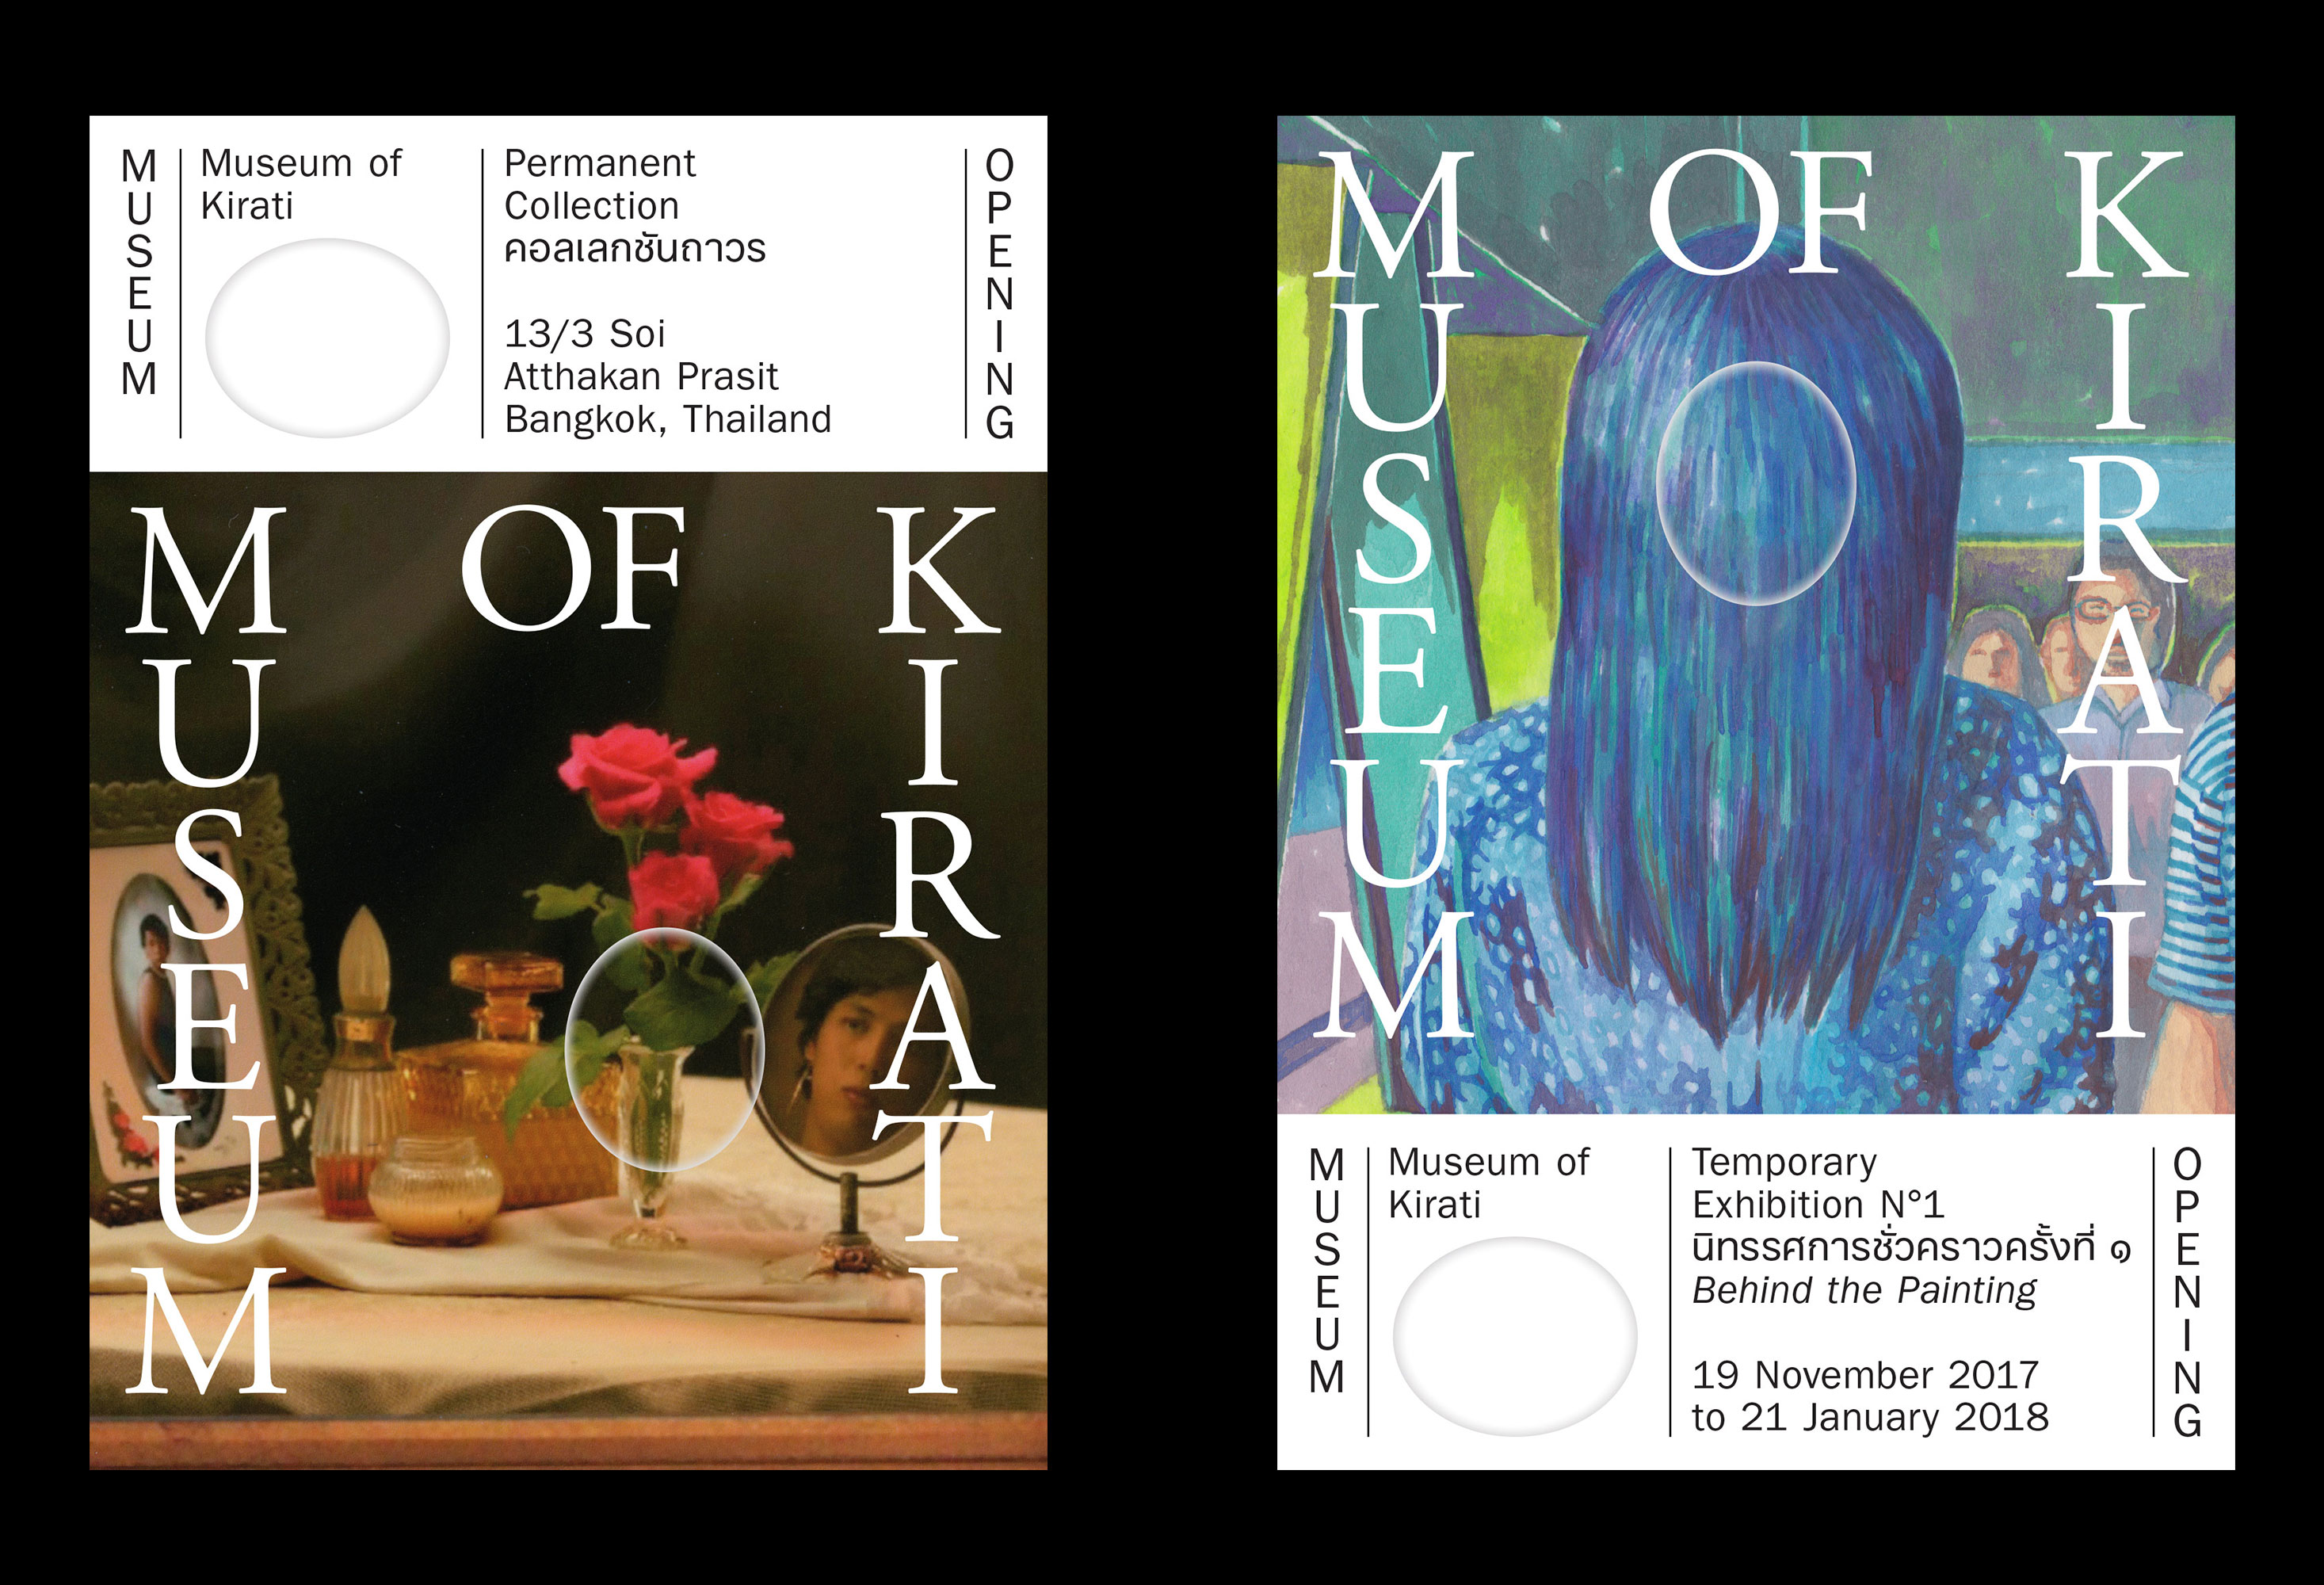 MUSEUM
Museum of
Kirati
Permanent
Collection
คอลเลกชันถาวร
13/3 Soi
Atthakan Prasit
Bangkok, Thailand
OPENING
MUSEUM
OF
KIRATI
MUSEUM
OF
KIRATI
MUSEUM
Museum of
Kirati
Temporary
Exhibition N°1
นิทรรศการชั่วคราวครั้งที่ ๑
Behind the Painting
19 November 2017
to 21 January 2018
OPENING